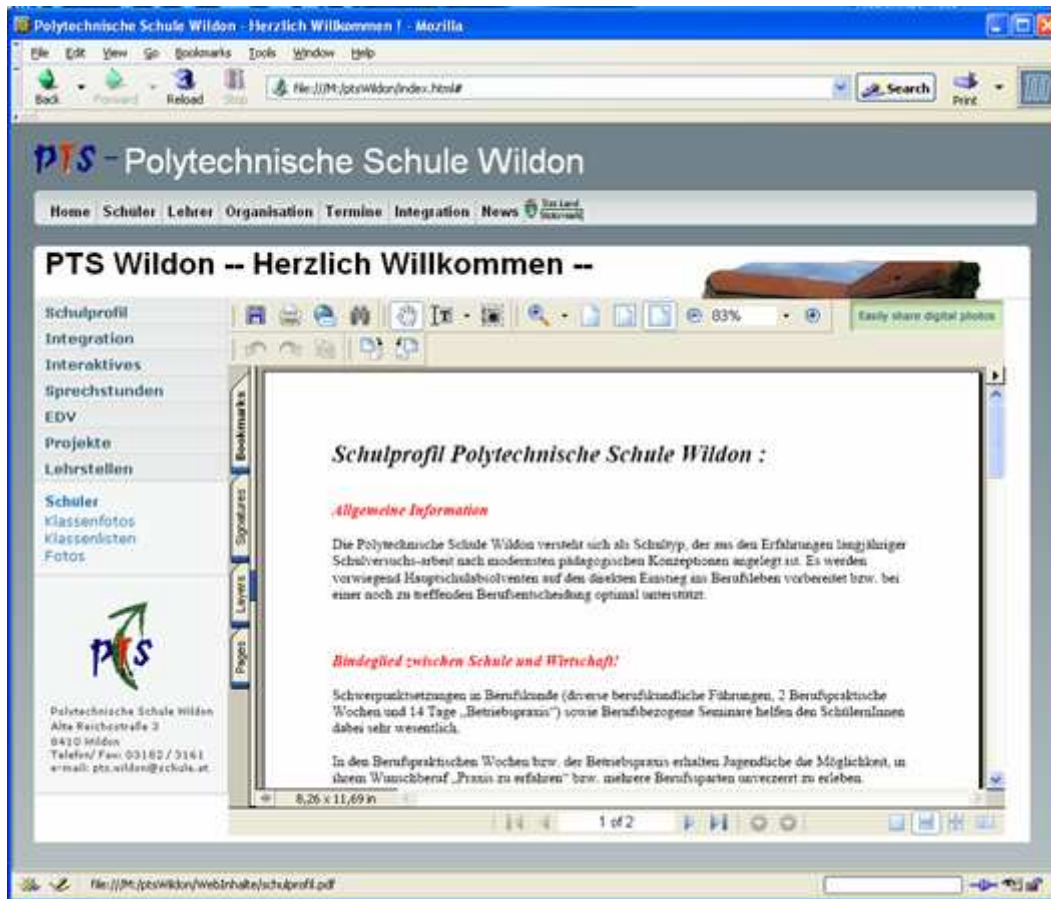 Polytechnische Schule Wildon - Herzlich Willkommen ! - Mozilla
File Edit View Go Bookmarks Tools Window Help
Back Forward Reload Stop file:///M:/ptsWildon/index.html# Search Print
PTS - Polytechnische Schule Wildon
Home Schüler Lehrer Organisation Termine Integration News Das Land Steiermark
PTS Wildon -- Herzlich Willkommen --
Schulprofil
Integration
Interaktives
Sprechstunden
EDV
Projekte
Lehrstellen
Schüler
Klassenfotos
Klassenlisten
Fotos
pts
Polytechnische Schule Wildon
Alte Reichsstraße 3
8410 Wildon
Telefon/ Fax: 03182 / 3161
e-mail: pts.wildon@schule.at
83% Easily share digital photos
Bookmarks
Signatures
Layers
Pages
Schulprofil Polytechnische Schule Wildon :
Allgemeine Information
Die Polytechnische Schule Wildon versteht sich als Schultyp, der aus den Erfahrungen langjähriger
Schulversuchs-arbeit nach modernsten pädagogischen Konzeptionen angelegt ist. Es werden
vorwiegend Hauptschulabsolventen auf den direkten Einstieg ins Berufsleben vorbereitet bzw. bei
einer noch zu treffenden Berufsentscheidung optimal unterstützt.
Bindeglied zwischen Schule und Wirtschaft!
Schwerpunktsetzungen in Berufskunde (diverse berufskundliche Führungen, 2 Berufspraktische
Wochen und 14 Tage „Betriebspraxis“) sowie Berufsbezogene Seminare helfen den SchülernInnen
dabei sehr wesentlich.
In den Berufspraktischen Wochen bzw. der Betriebspraxis erhalten Jugendliche die Möglichkeit, in
ihrem Wunschberuf „Praxis zu erfahren“ bzw. mehrere Berufsparten unverzerrt zu erleben.
8,26 x 11,69 in
1 of 2
file:///M:/ptsWildon/WebInhalte/schulprofil.pdf